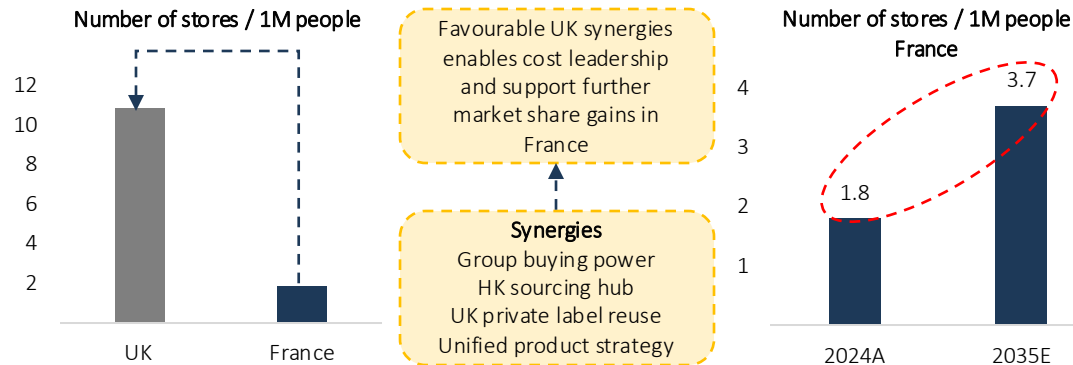 Number of stores / 1M people
12
10
8
6
4
2
UK
France
Favourable UK synergies
enables cost leadership
and support further
market share gains in
France
Synergies
Group buying power
HK sourcing hub
UK private label reuse
Unified product strategy
Number of stores / 1M people
France
4
3
2
1
1.8
3.7
2024A
2035E